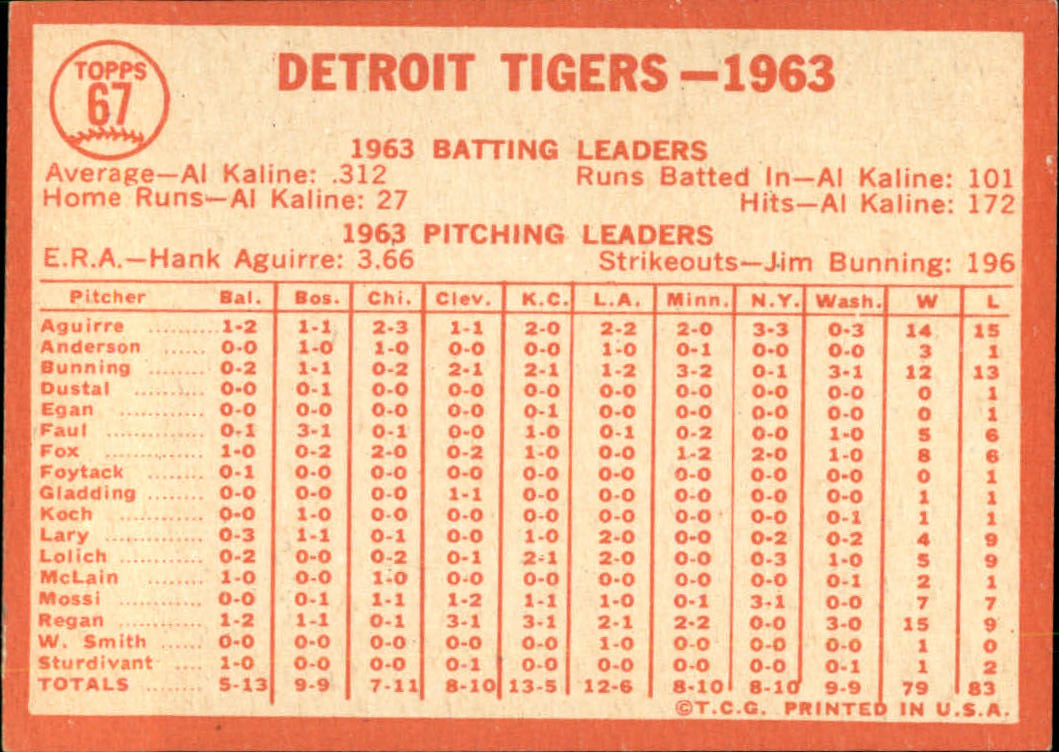 TOPPS
67
DETROIT TIGERS—1963
1963 BATTING LEADERS
Average—Al Kaline: .312 Runs Batted In—Al Kaline: 101
Home Runs—Al Kaline: 27 Hits—Al Kaline: 172
1963 PITCHING LEADERS
E.R.A.—Hank Aguirre: 3.66 Strikeouts—Jim Bunning: 196
Pitcher Bal. Bos. Chi. Clev. K.C. L.A. Minn. N.Y. Wash. W L
Aguirre .......... 1-2 1-1 2-3 1-1 2-0 2-2 2-0 3-3 0-3 14 15
Anderson ...... 0-0 1-0 1-0 0-0 0-0 1-0 0-1 0-0 0-0 3 1
Bunning ........ 0-2 1-1 0-2 2-1 2-1 1-2 3-2 0-1 3-1 12 13
Dustal .......... 0-0 0-1 0-0 0-0 0-0 0-0 0-0 0-0 0-0 0 1
Egan ............ 0-0 0-0 0-0 0-0 0-1 0-0 0-0 0-0 0-0 0 1
Faul .............. 0-1 3-1 0-1 0-0 1-0 0-1 0-2 0-0 1-0 5 6
Fox .............. 1-0 0-2 2-0 0-2 1-0 0-0 1-2 2-0 1-0 8 6
Foytack ........ 0-1 0-0 0-0 0-0 0-0 0-0 0-0 0-0 0-0 0 1
Gladding ........ 0-0 0-0 0-0 1-1 0-0 0-0 0-0 0-0 0-0 1 1
Koch ............ 0-0 1-0 0-0 0-0 0-0 0-0 0-0 0-0 0-1 1 1
Lary .............. 0-3 1-1 0-1 0-0 1-0 2-0 0-0 0-2 0-2 4 9
Lolich .......... 0-2 0-0 0-2 0-1 2-1 2-0 0-0 0-3 1-0 5 9
McLain ........ 1-0 0-0 1-0 0-0 0-0 0-0 0-0 0-0 0-1 2 1
Mossi ............ 0-0 0-1 1-1 1-2 1-1 1-0 0-1 3-1 0-0 7 7
Regan .......... 1-2 1-1 0-1 3-1 3-1 2-1 2-2 0-0 3-0 15 9
W. Smith ...... 0-0 0-0 0-0 0-0 0-0 1-0 0-0 0-0 0-0 1 0
Sturdivant .... 1-0 0-0 0-0 0-1 0-0 0-0 0-0 0-0 0-1 1 2
TOTALS ........ 5-13 9-9 7-11 8-10 13-5 12-6 8-10 8-10 9-9 79 83
©T.C.G. PRINTED IN U.S.A.